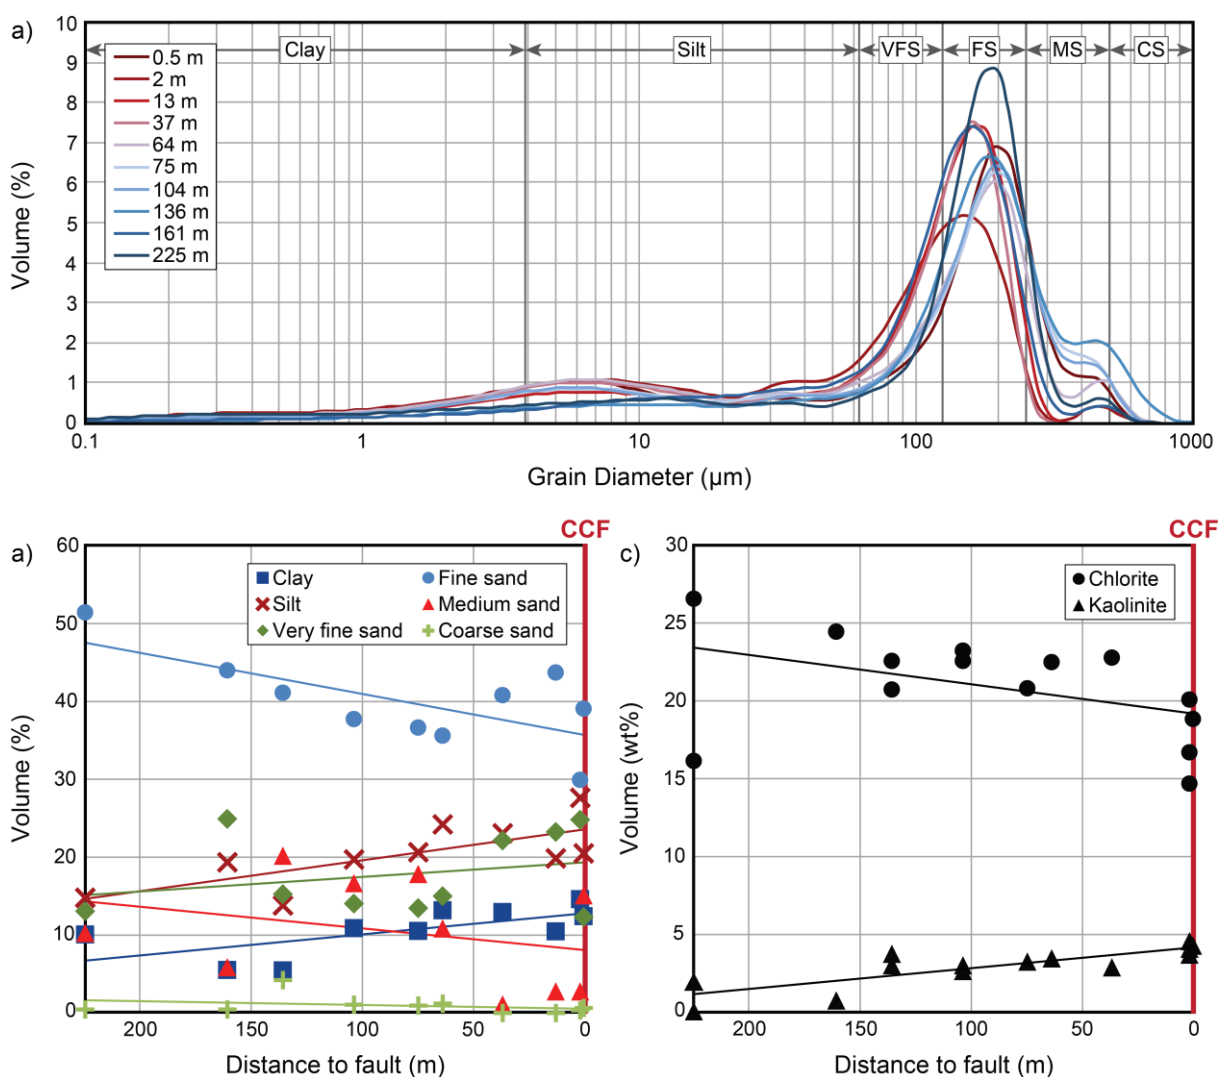 a)
10
9
8
7
6
5
4
3
2
1
0
Volume (%)
Clay
Silt
VFS
FS
MS
CS
0.5 m
2 m
13 m
37 m
64 m
75 m
104 m
136 m
161 m
225 m
0.1
1
10
100
1000
Grain Diameter (µm)
a)
CCF
60
50
40
30
20
10
0
Volume (%)
Clay
Silt
Very fine sand
Fine sand
Medium sand
Coarse sand
200
150
100
50
0
Distance to fault (m)
c)
CCF
30
25
20
15
10
5
0
Volume (wt%)
Chlorite
Kaolinite
200
150
100
50
0
Distance to fault (m)